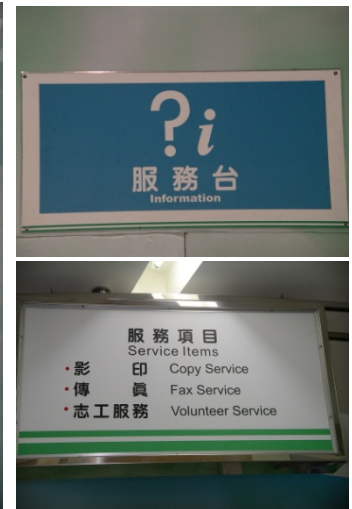 ?i
服務台
Information
服務項目
Service Items
•影印 Copy Service
•傳眞 Fax Service
•志工服務 Volunteer Service